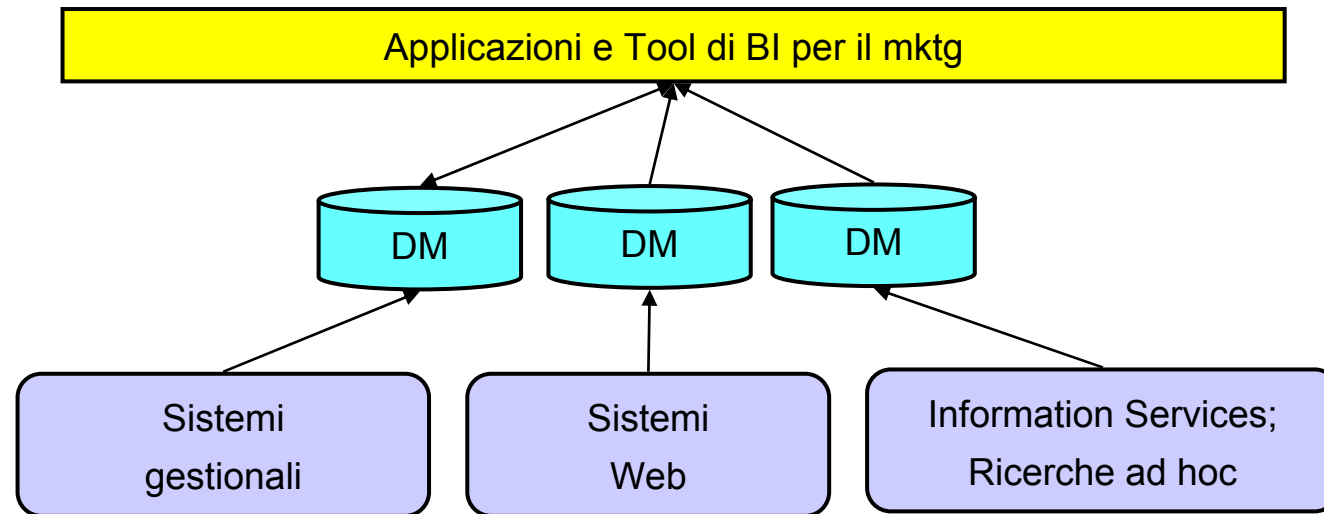 Applicazioni e Tool di BI per il mktg
DM
DM
DM
Sistemi
gestionali
Sistemi
Web
Information Services;
Ricerche ad hoc